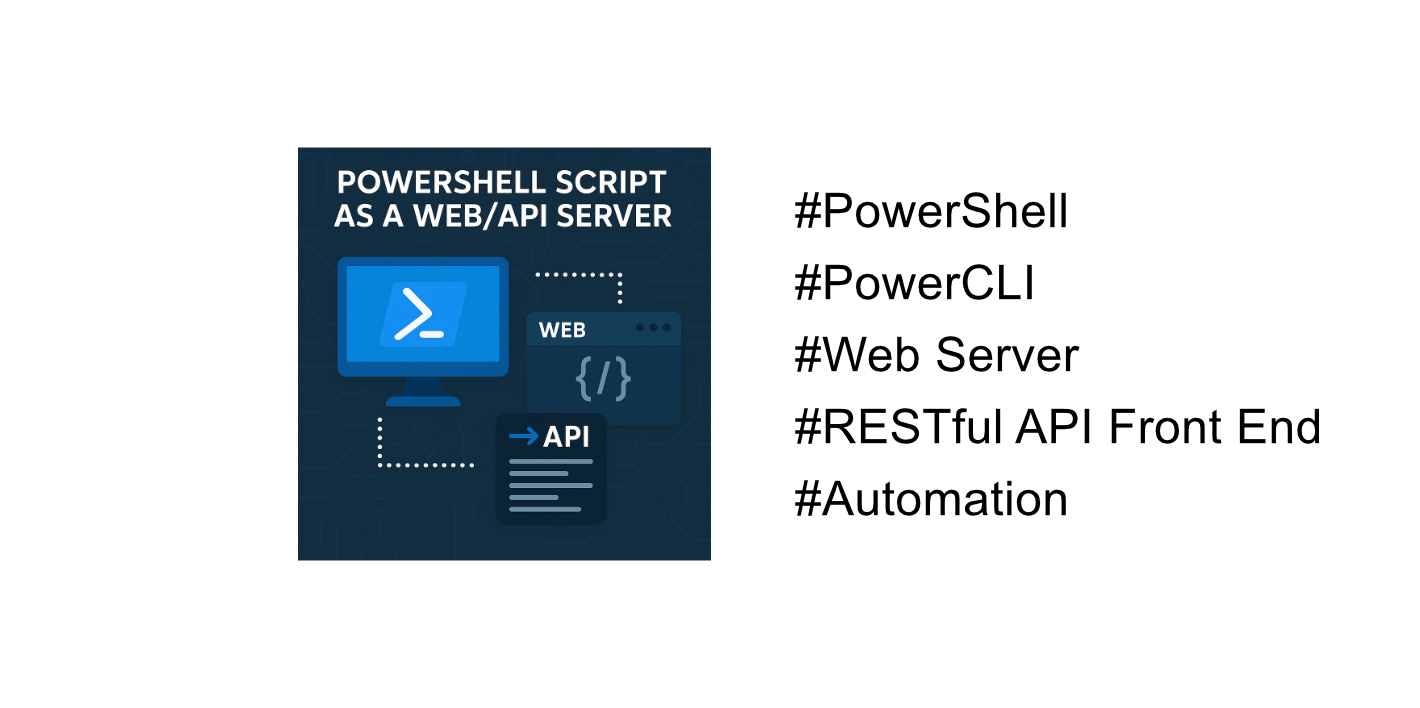 POWERSHELL SCRIPT
AS A WEB/API SERVER
WEB
{/}
API
#PowerShell
#PowerCLI
#Web Server
#RESTful API Front End
#Automation